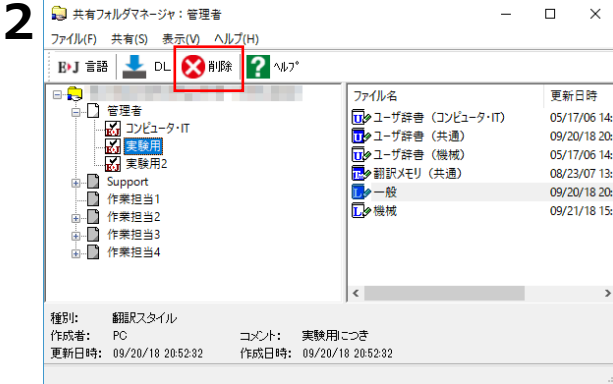 2
共有フォルダマネージャ：管理者
ファイル(F) 共有(S) 表示(V) ヘルプ(H)
E›J 言語 DL 削除 ? ﾍﾙﾌﾟ
管理者
コンピュータ・IT
実験用
実験用2
Support
作業担当1
作業担当2
作業担当3
作業担当4
ファイル名 更新日時
ユーザ辞書（コンピュータ・IT） 05/17/06 14:
ユーザ辞書（共通） 09/20/18 20:
ユーザ辞書（機械） 05/17/06 14:
翻訳メモリ（共通） 08/23/07 13:
一般 09/20/18 20:
機械 09/21/18 15:
種別: 翻訳スタイル
作成者: PC コメント: 実験用につき
更新日時: 09/20/18 20:52:32 作成日時: 09/20/18 20:52:32